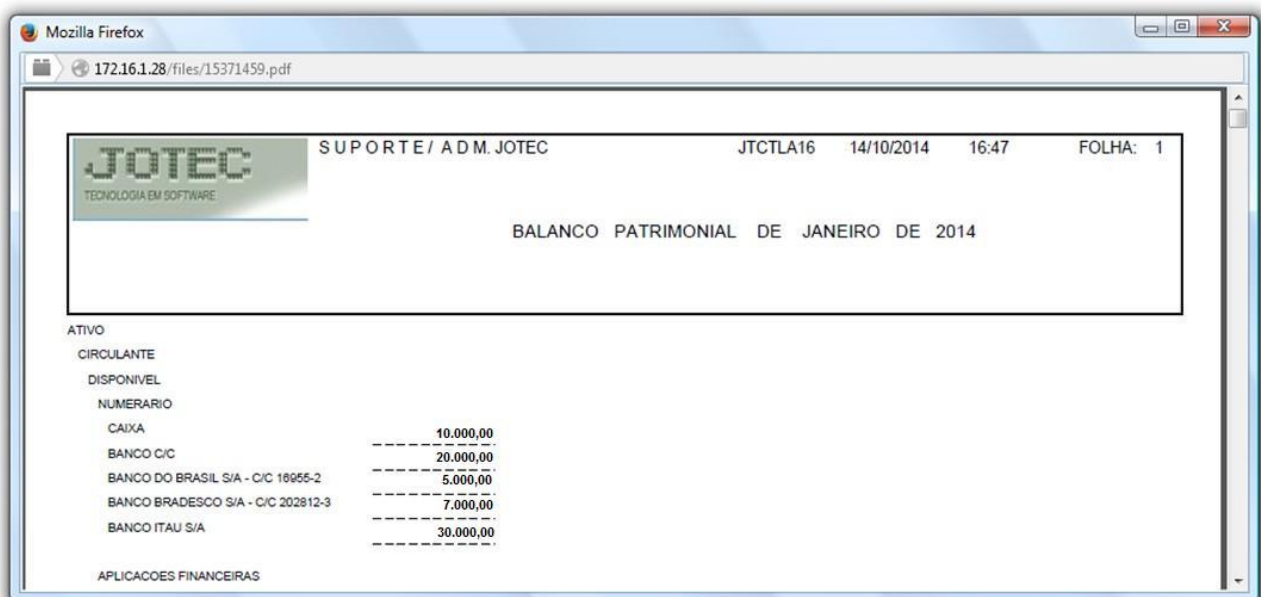 Mozilla Firefox
172.16.1.28/files/15371459.pdf
JOTEC
TECNOLOGIA EM SOFTWARE
SUPORTE/ ADM. JOTEC JTCTLA16 14/10/2014 16:47 FOLHA: 1
BALANCO PATRIMONIAL DE JANEIRO DE 2014
ATIVO
CIRCULANTE
DISPONIVEL
NUMERARIO
CAIXA 10.000,00
BANCO C/C 20.000,00
BANCO DO BRASIL S/A - C/C 16955-2 5.000,00
BANCO BRADESCO S/A - C/C 202812-3 7.000,00
BANCO ITAU S/A 30.000,00
APLICACOES FINANCEIRAS